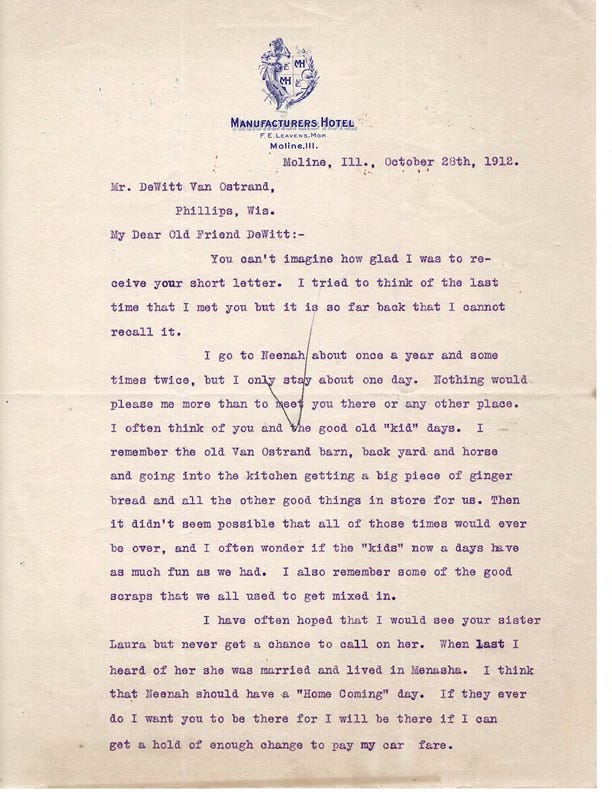 MH
MH
MANUFACTURERS HOTEL
F. E. LEAVENS, MGR.
Moline, Ill.
Moline, Ill., October 28th, 1912.
Mr. DeWitt Van Ostrand,
Phillips, Wis.
My Dear Old Friend DeWitt:-
You can't imagine how glad I was to re-
ceive your short letter. I tried to think of the last
time that I met you but it is so far back that I cannot
recall it.
I go to Neenah about once a year and some
times twice, but I only stay about one day. Nothing would
please me more than to meet you there or any other place.
I often think of you and the good old "kid" days. I
remember the old Van Ostrand barn, back yard and horse
and going into the kitchen getting a big piece of ginger
bread and all the other good things in store for us. Then
it didn't seem possible that all of those times would ever
be over, and I often wonder if the "kids" now a days have
as much fun as we had. I also remember some of the good
scraps that we all used to get mixed in.
I have often hoped that I would see your sister
Laura but never get a chance to call on her. When last I
heard of her she was married and lived in Menasha. I think
that Neenah should have a "Home Coming" day. If they ever
do I want you to be there for I will be there if I can
get a hold of enough change to pay my car fare.